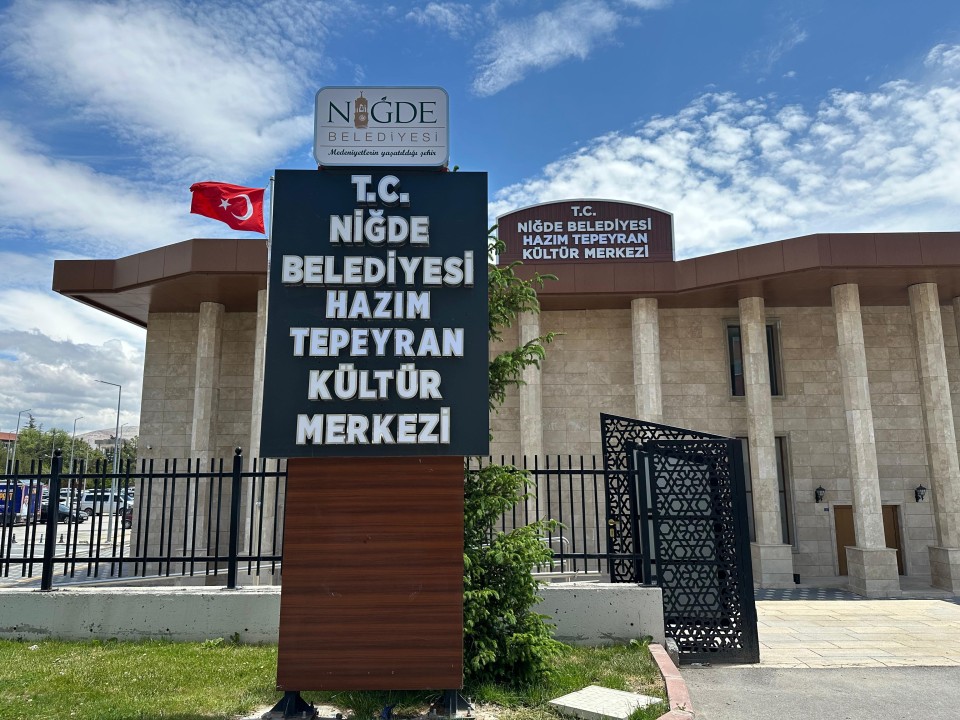 NİĞDE
BELEDİYESİ
Medeniyetlerin yaşatıldığı şehir
T.C.
NİĞDE
BELEDİYESİ
HAZIM
TEPEYRAN
KÜLTÜR
MERKEZİ
T.C.
NİĞDE BELEDİYESİ
HAZIM TEPEYRAN
KÜLTÜR MERKEZİ